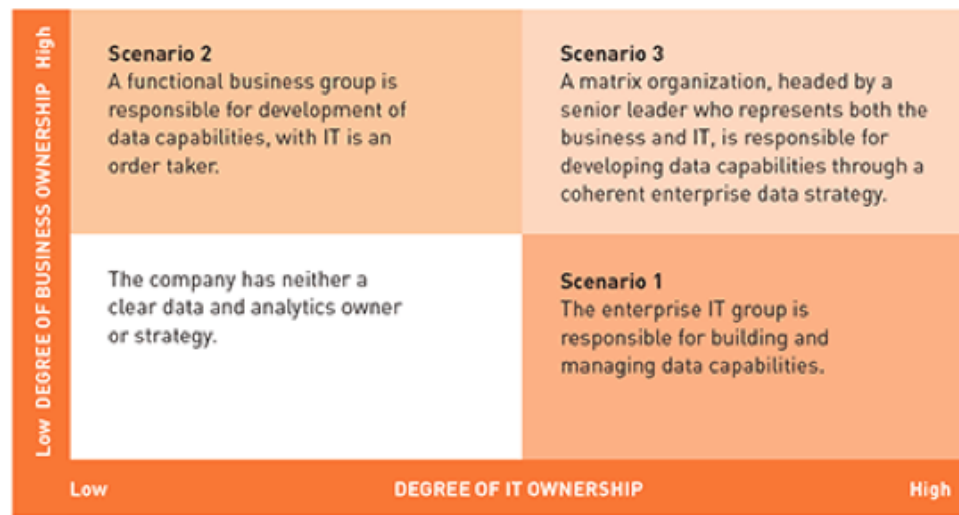 High
DEGREE OF BUSINESS OWNERSHIP
Low
Scenario 2
A functional business group is
responsible for development of
data capabilities, with IT is an
order taker.
Scenario 3
A matrix organization, headed by a
senior leader who represents both the
business and IT, is responsible for
developing data capabilities through a
coherent enterprise data strategy.
The company has neither a
clear data and analytics owner
or strategy.
Scenario 1
The enterprise IT group is
responsible for building and
managing data capabilities.
Low
DEGREE OF IT OWNERSHIP
High